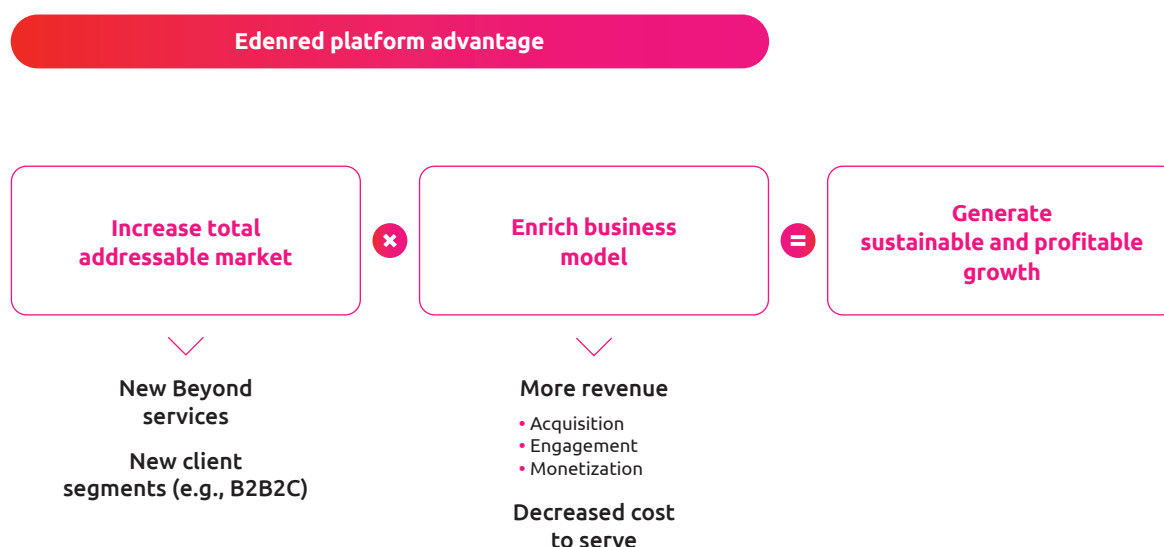 Edenred platform advantage
Increase total
addressable market
×
Enrich business
model
=
Generate
sustainable and profitable
growth
New Beyond
services
New client
segments (e.g., B2B2C)
More revenue
• Acquisition
• Engagement
• Monetization
Decreased cost
to serve